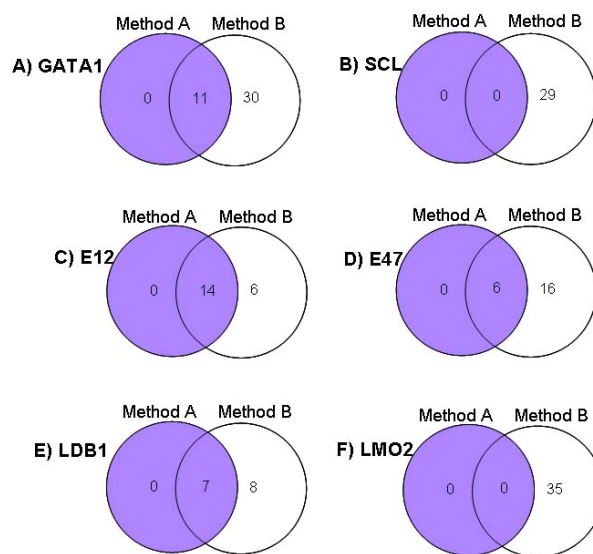 Method A Method B
A) GATA1
0 11 30
Method A Method B
B) SCL
0 0 29
Method A Method B
C) E12
0 14 6
Method A Method B
D) E47
0 6 16
Method A Method B
E) LDB1
0 7 8
Method A Method B
F) LMO2
0 0 35